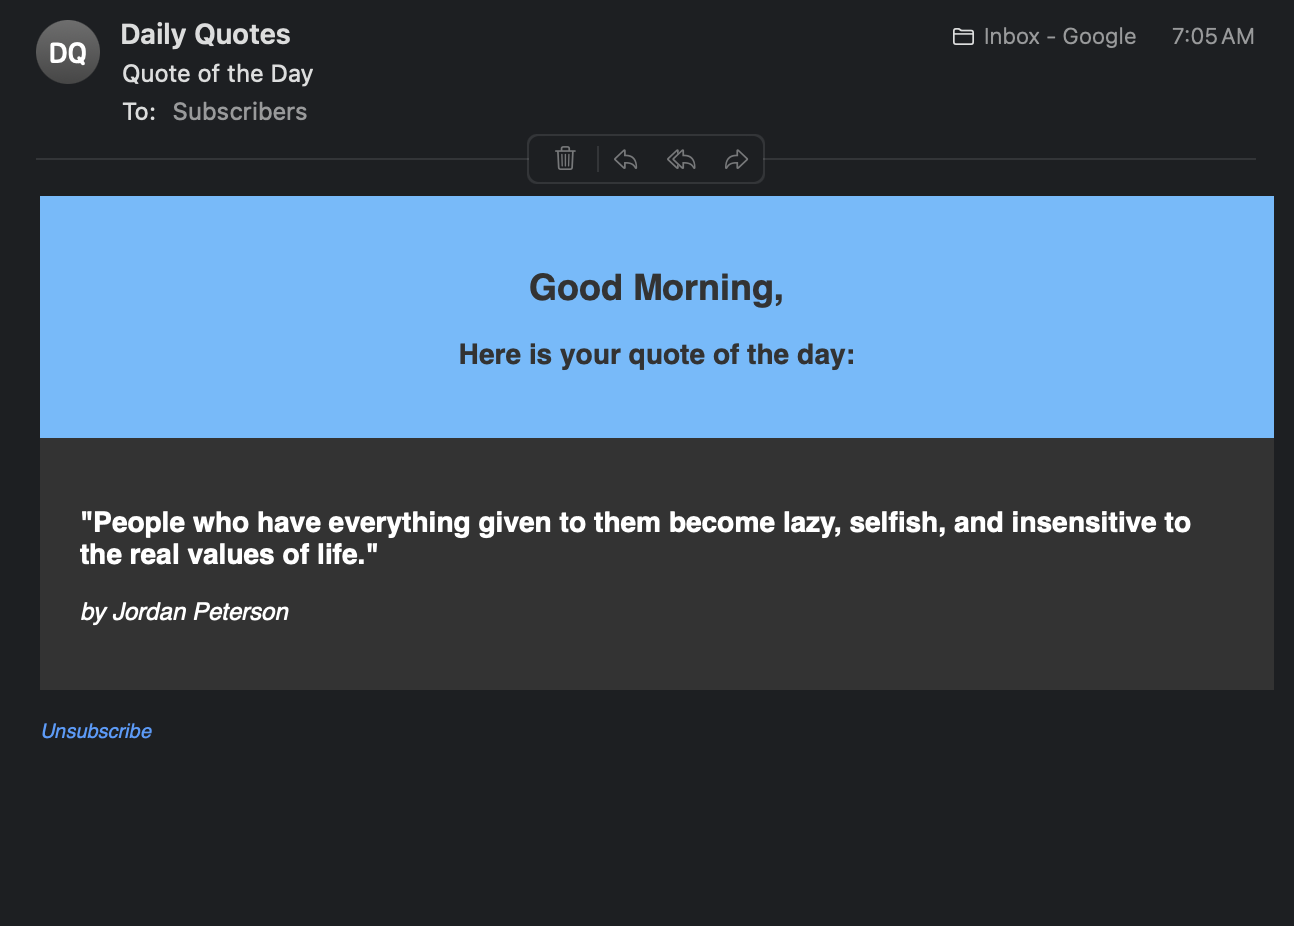 DQ
Daily Quotes
Inbox - Google
7:05 AM
Quote of the Day
To: Subscribers
Good Morning,
Here is your quote of the day:
"People who have everything given to them become lazy, selfish, and insensitive to
the real values of life."
by Jordan Peterson
Unsubscribe